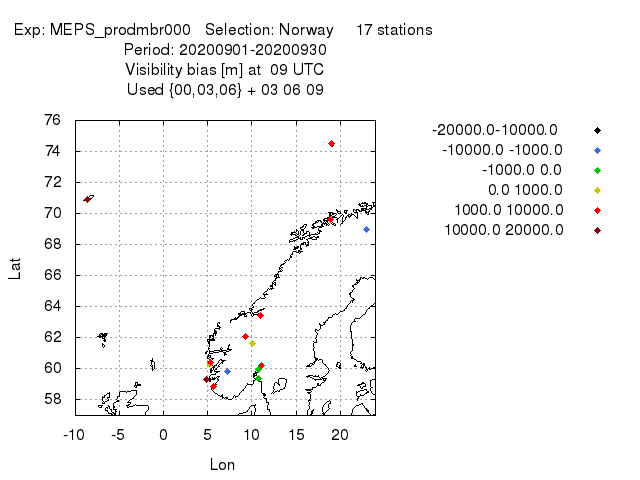 Exp: MEPS_prodmbr000 Selection: Norway 17 stations
Period: 20200901-20200930
Visibility bias [m] at 09 UTC
Used {00,03,06} + 03 06 09
-20000.0-10000.0
-10000.0 -1000.0
-1000.0 0.0
0.0 1000.0
1000.0 10000.0
10000.0 20000.0
76
74
72
70
68
66
64
62
60
58
Lat
-10 -5 0 5 10 15 20
Lon